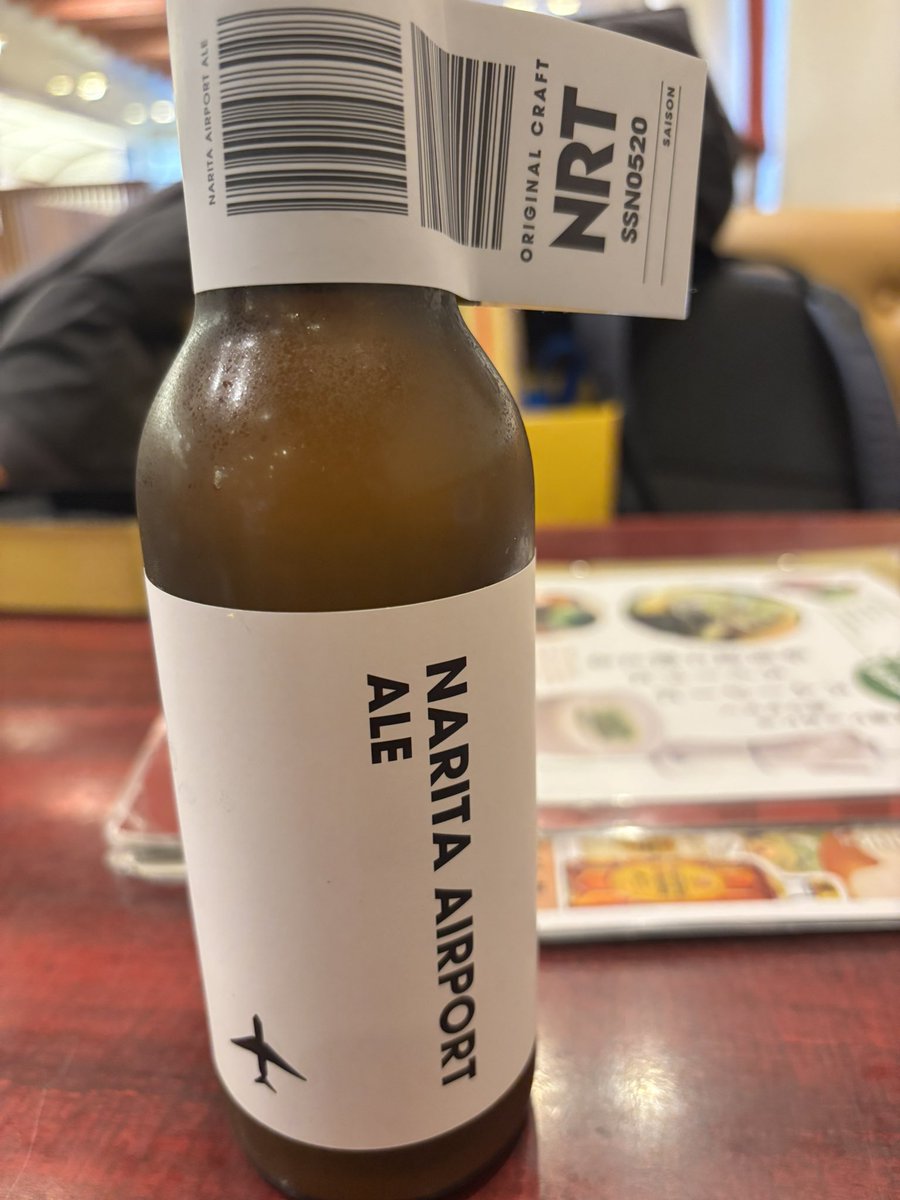 NARITA AIRPORT ALE
ORIGINAL CRAFT
NRT
SSN0520
SAISON
NARITA AIRPORT
ALE